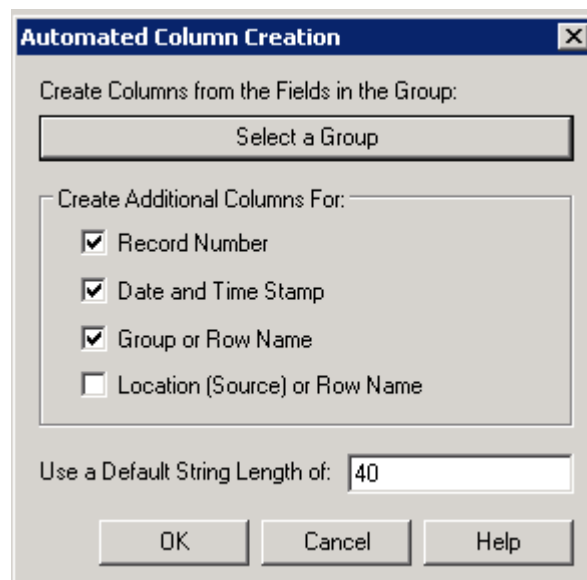 Automated Column Creation
Create Columns from the Fields in the Group:
Select a Group
Create Additional Columns For:
Record Number
Date and Time Stamp
Group or Row Name
Location (Source) or Row Name
Use a Default String Length of: 40
OK Cancel Help